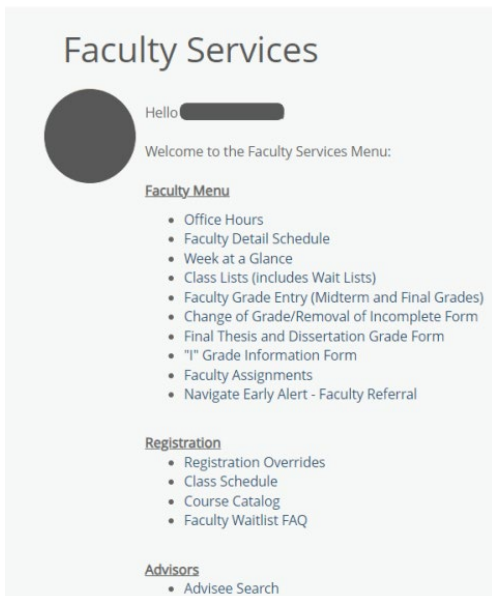 Faculty Services
Hello
Welcome to the Faculty Services Menu:
Faculty Menu
Office Hours
Faculty Detail Schedule
Week at a Glance
Class Lists (includes Wait Lists)
Faculty Grade Entry (Midterm and Final Grades)
Change of Grade/Removal of Incomplete Form
Final Thesis and Dissertation Grade Form
"I" Grade Information Form
Faculty Assignments
Navigate Early Alert - Faculty Referral
Registration
Registration Overrides
Class Schedule
Course Catalog
Faculty Waitlist FAQ
Advisors
Advisee Search